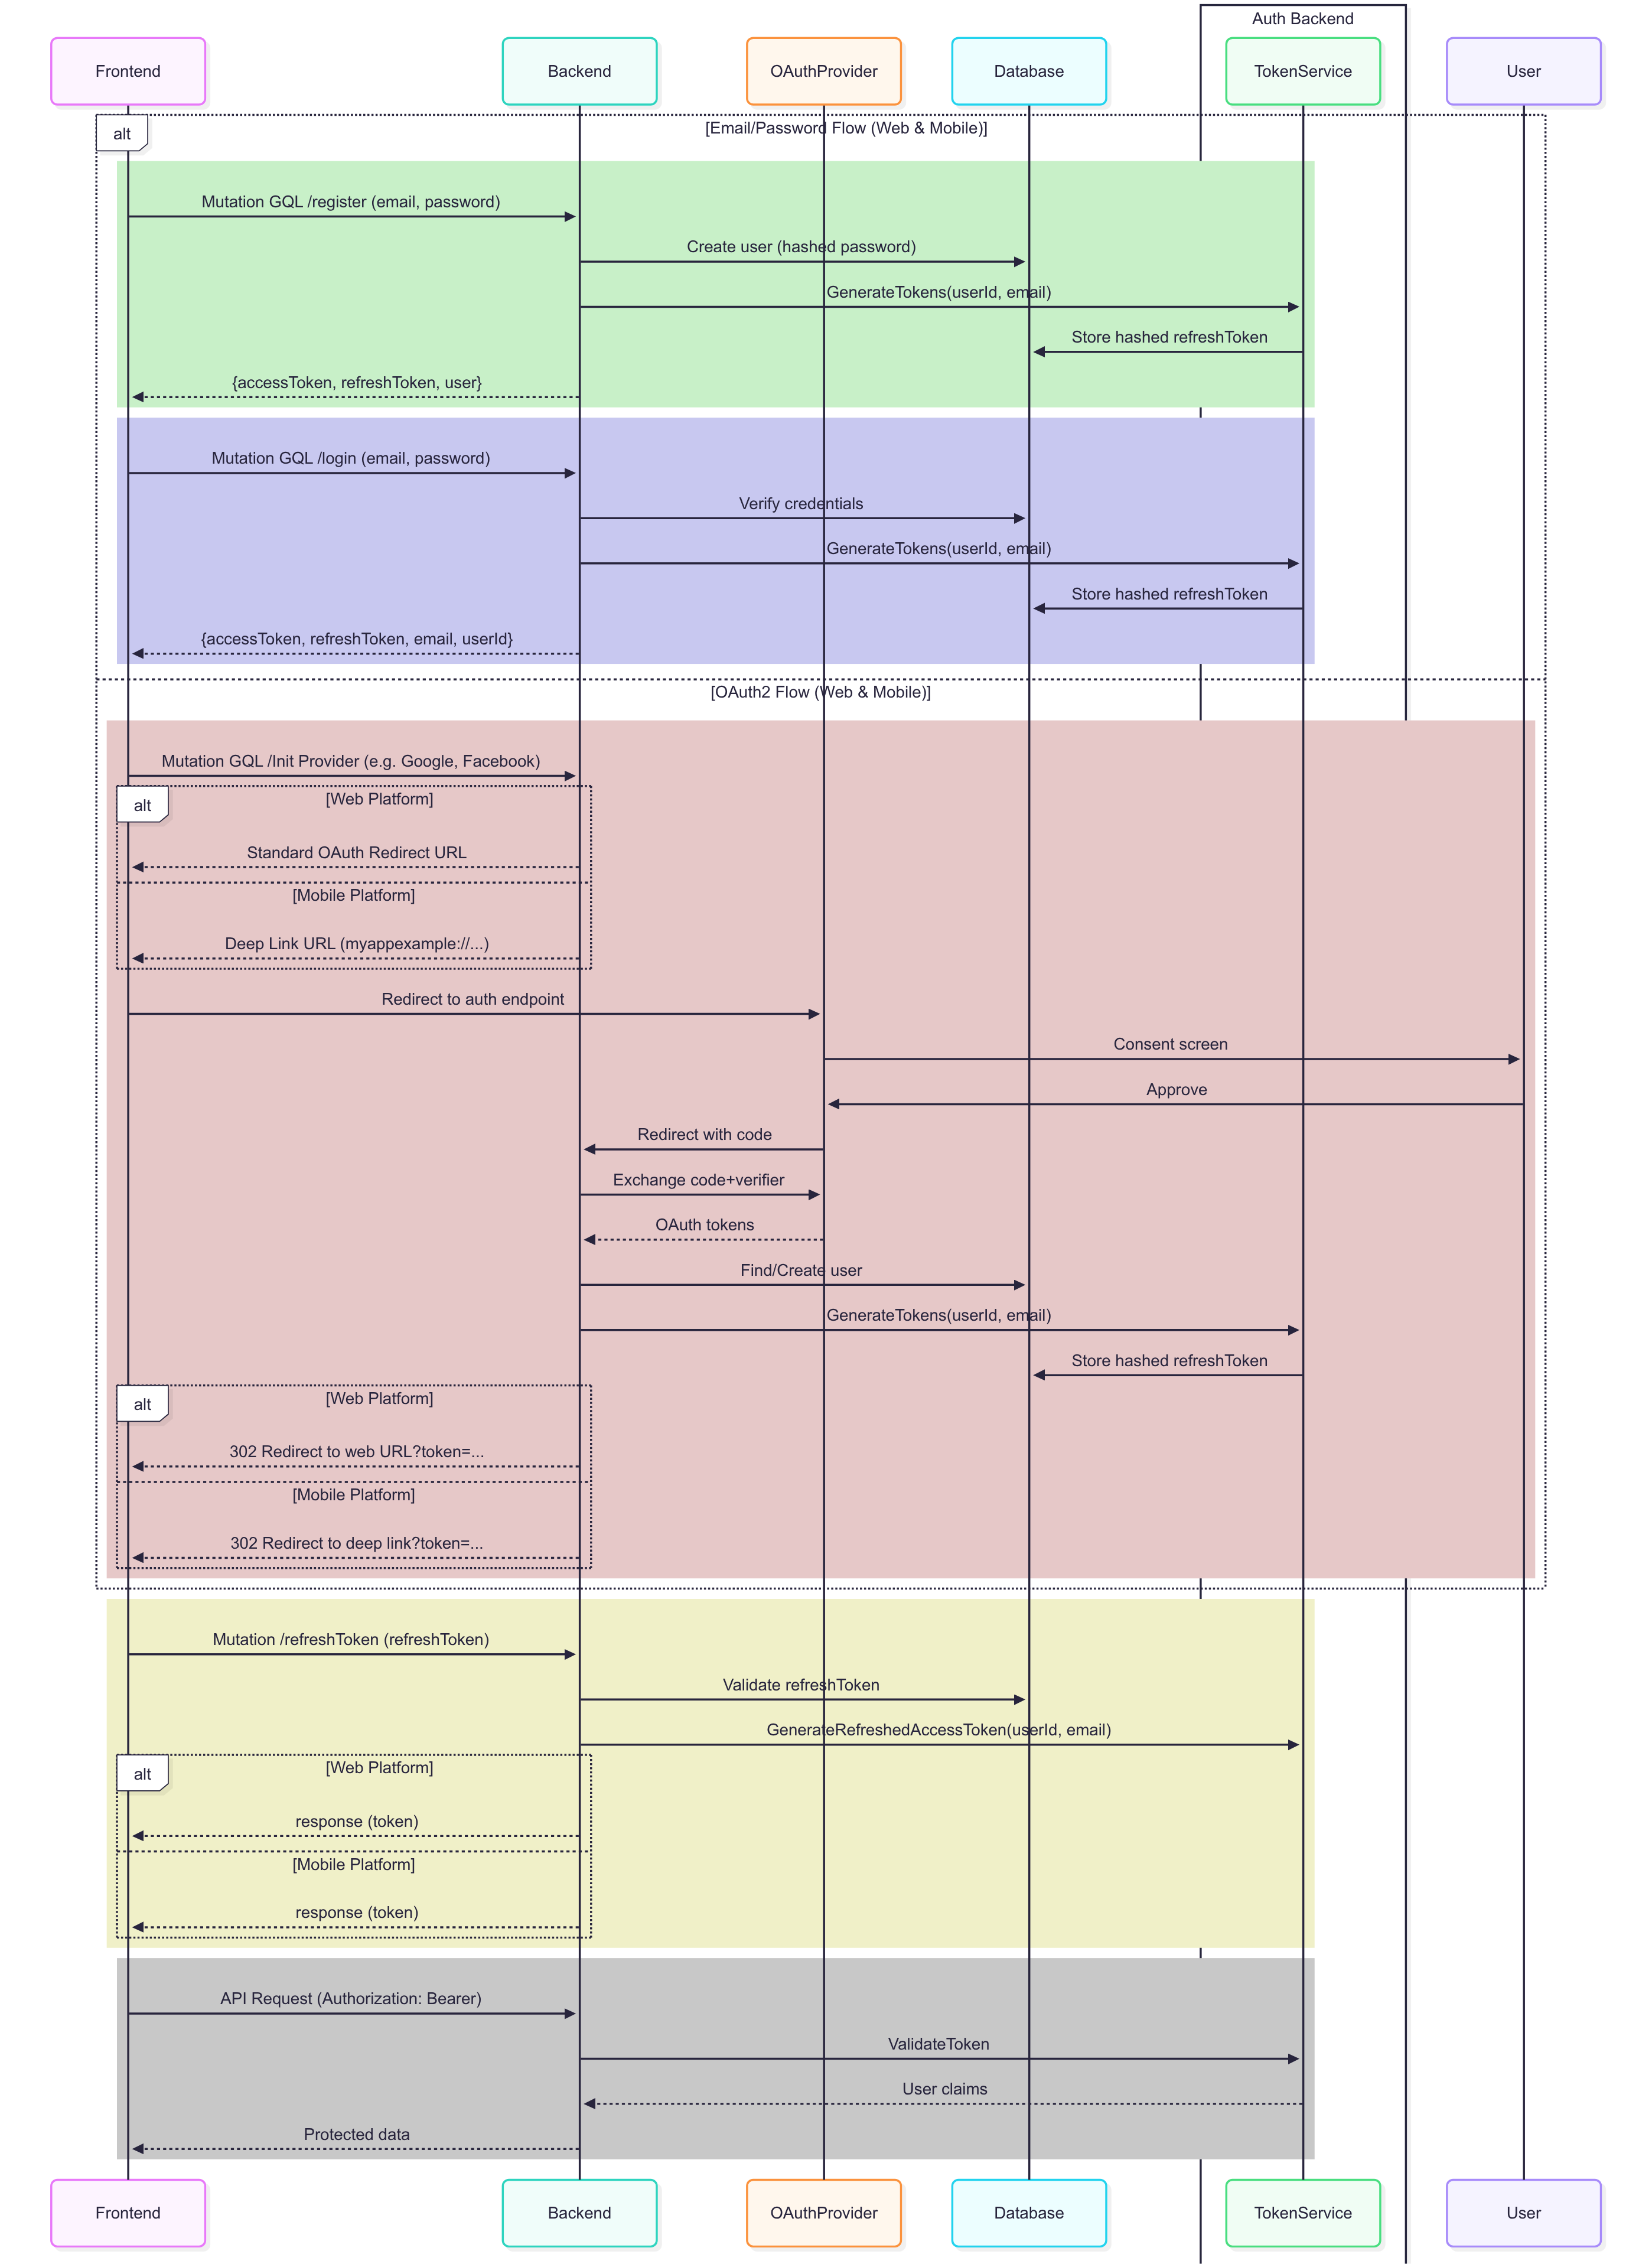 Auth Backend
Frontend
Backend
OAuthProvider
Database
TokenService
User
alt
[Email/Password Flow (Web & Mobile)]
Mutation GQL /register (email, password)
Create user (hashed password)
GenerateTokens(userId, email)
Store hashed refreshToken
{accessToken, refreshToken, user}
Mutation GQL /login (email, password)
Verify credentials
GenerateTokens(userId, email)
Store hashed refreshToken
{accessToken, refreshToken, email, userId}
[OAuth2 Flow (Web & Mobile)]
Mutation GQL /Init Provider (e.g. Google, Facebook)
alt
[Web Platform]
Standard OAuth Redirect URL
[Mobile Platform]
Deep Link URL (myappexample://...)
Redirect to auth endpoint
Consent screen
Approve
Redirect with code
Exchange code+verifier
OAuth tokens
Find/Create user
GenerateTokens(userId, email)
Store hashed refreshToken
alt
[Web Platform]
302 Redirect to web URL?token=...
[Mobile Platform]
302 Redirect to deep link?token=...
Mutation /refreshToken (refreshToken)
Validate refreshToken
GenerateRefreshedAccessToken(userId, email)
alt
[Web Platform]
response (token)
[Mobile Platform]
response (token)
API Request (Authorization: Bearer)
ValidateToken
User claims
Protected data
Frontend
Backend
OAuthProvider
Database
TokenService
User